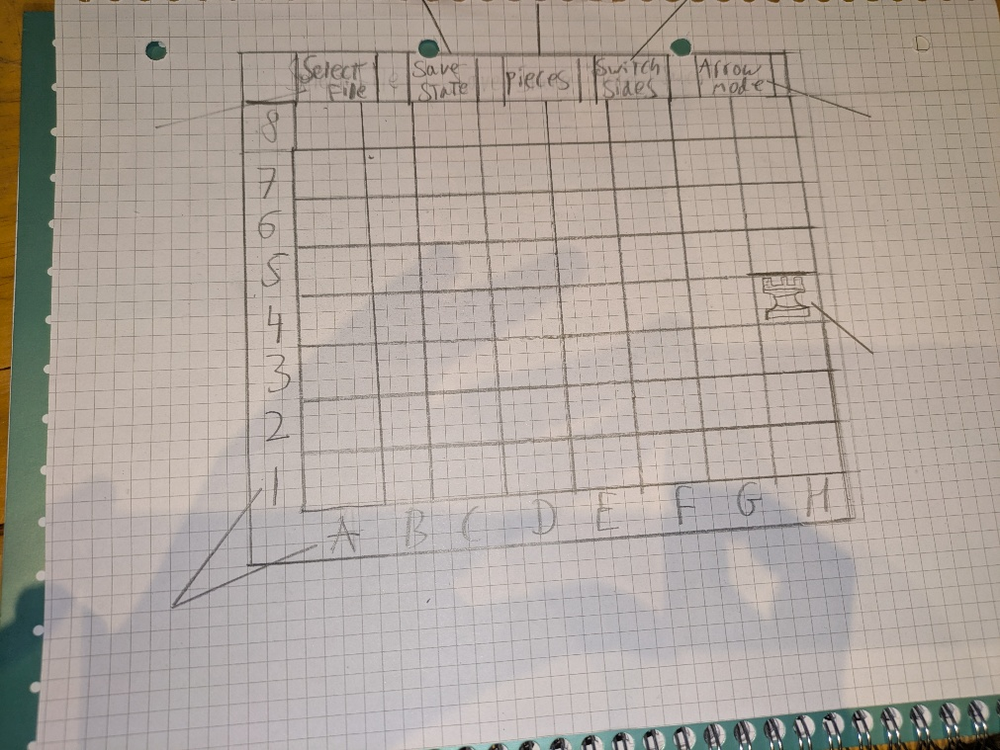 Select File
Save State
Pieces
Switch Sides
Arrow mode
8
7
6
5
4
3
2
1
A B C D E F G H